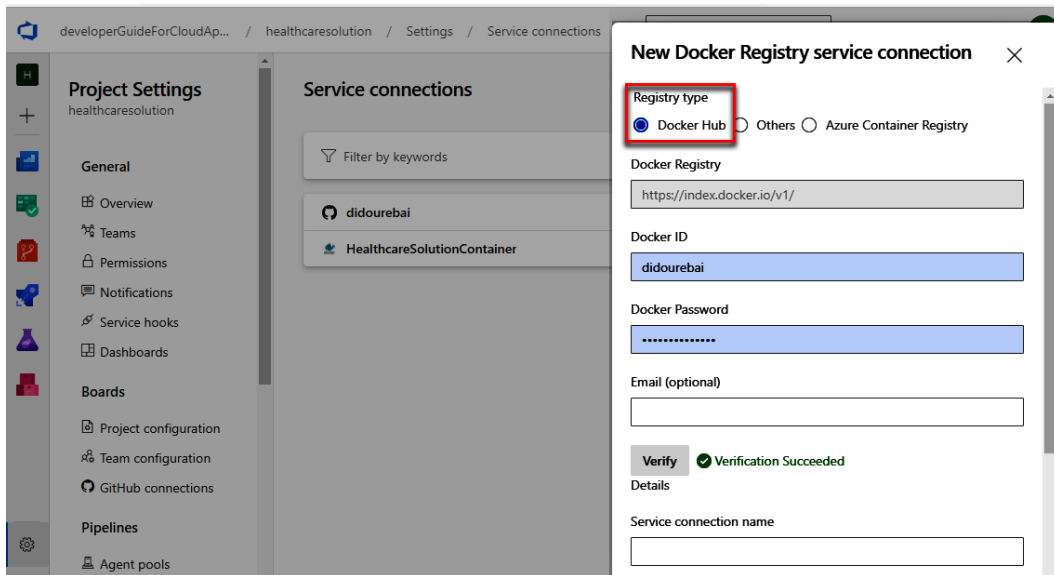 developerGuideForCloudAp... / healthcaresolution / Settings / Service connections
H
Project Settings
healthcaresolution
General
Overview
Teams
Permissions
Notifications
Service hooks
Dashboards
Boards
Project configuration
Team configuration
GitHub connections
Pipelines
Agent pools
Service connections
Filter by keywords
didourebai
HealthcareSolutionContainer
New Docker Registry service connection
Registry type
Docker Hub Others Azure Container Registry
Docker Registry
https://index.docker.io/v1/
Docker ID
didourebai
Docker Password
••••••••••••••
Email (optional)
Verify Verification Succeeded
Details
Service connection name